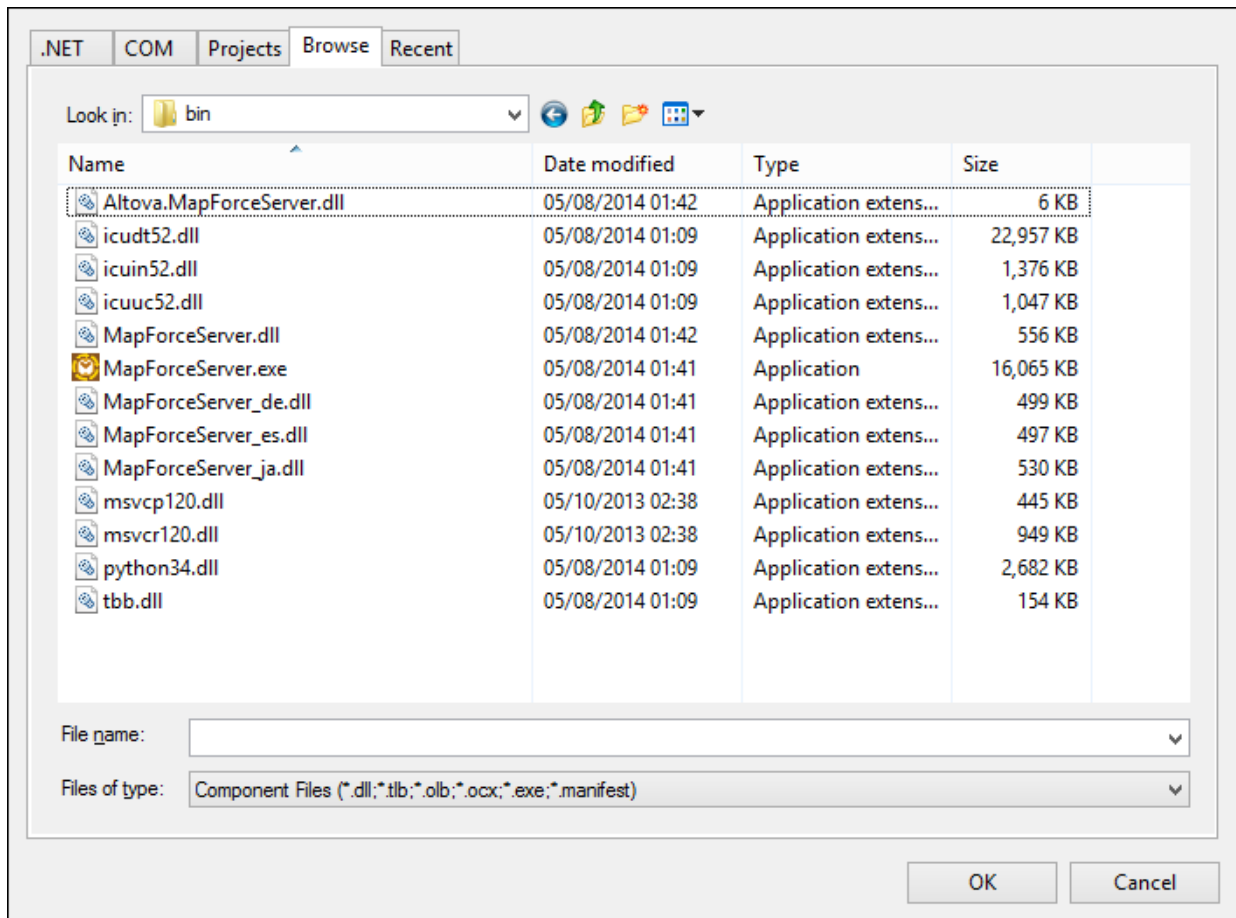 .NET COM Projects Browse Recent
Look in: bin
Name Date modified Type Size
Altova.MapForceServer.dll 05/08/2014 01:42 Application extens... 6 KB
icudt52.dll 05/08/2014 01:09 Application extens... 22,957 KB
icuin52.dll 05/08/2014 01:09 Application extens... 1,376 KB
icuuc52.dll 05/08/2014 01:09 Application extens... 1,047 KB
MapForceServer.dll 05/08/2014 01:42 Application extens... 556 KB
MapForceServer.exe 05/08/2014 01:41 Application 16,065 KB
MapForceServer_de.dll 05/08/2014 01:41 Application extens... 499 KB
MapForceServer_es.dll 05/08/2014 01:41 Application extens... 497 KB
MapForceServer_ja.dll 05/08/2014 01:41 Application extens... 530 KB
msvcp120.dll 05/10/2013 02:38 Application extens... 445 KB
msvcr120.dll 05/10/2013 02:38 Application extens... 949 KB
python34.dll 05/08/2014 01:09 Application extens... 2,682 KB
tbb.dll 05/08/2014 01:09 Application extens... 154 KB
File name:
Files of type: Component Files (*.dll;*.tlb;*.olb;*.ocx;*.exe;*.manifest)
OK Cancel